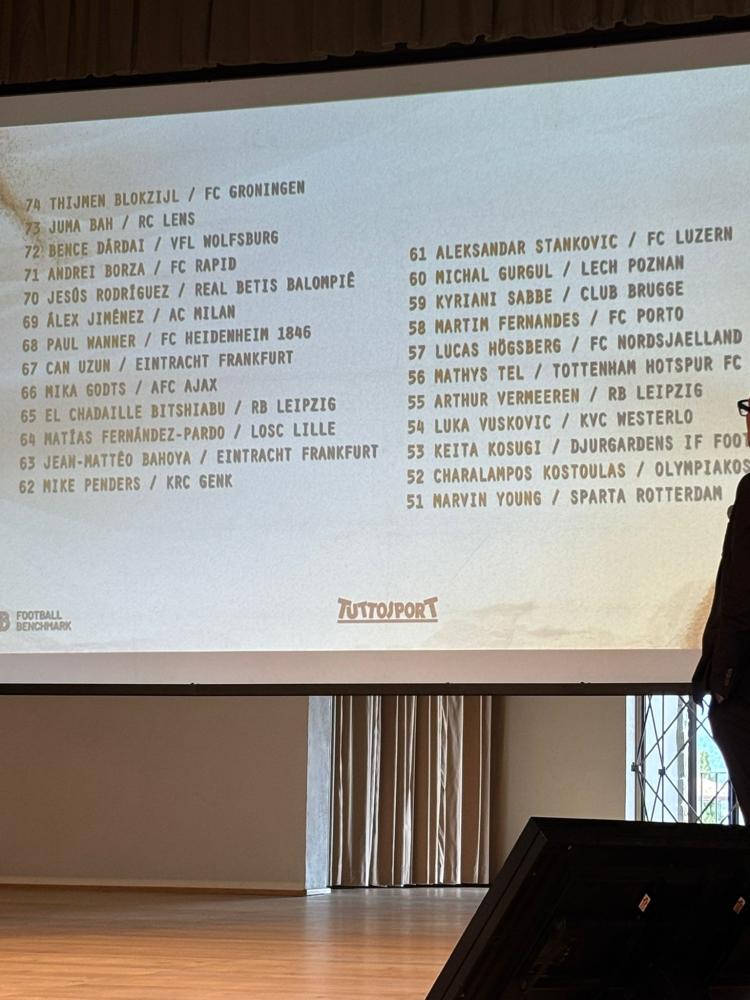 74 THIJMEN BLOKZIJL / FC GRONINGEN
73 JUMA BAH / RC LENS
72 BENCE DÁRDAI / VFL WOLFSBURG
71 ANDREI BORZA / FC RAPID
70 JESÚS RODRÍGUEZ / REAL BETIS BALOMPIÊ
69 ÁLEX JIMÉNEZ / AC MILAN
68 PAUL WANNER / FC HEIDENHEIM 1846
67 CAN UZUN / EINTRACHT FRANKFURT
66 MIKA GODTS / AFC AJAX
65 EL CHADAILLE BITSHIABU / RB LEIPZIG
64 MATÍAS FERNÁNDEZ-PARDO / LOSC LILLE
63 JEAN-MATTÉO BAHOYA / EINTRACHT FRANKFURT
62 MIKE PENDERS / KRC GENK
61 ALEKSANDAR STANKOVIC / FC LUZERN
60 MICHAL GURGUL / LECH POZNAN
59 KYRIANI SABBE / CLUB BRUGGE
58 MARTIM FERNANDES / FC PORTO
57 LUCAS HÖGSBERG / FC NORDSJAELLAND
56 MATHYS TEL / TOTTENHAM HOTSPUR FC
55 ARTHUR VERMEEREN / RB LEIPZIG
54 LUKA VUSKOVIC / KVC WESTERLO
53 KEITA KOSUGI / DJURGARDENS IF FOOT
52 CHARALAMPOS KOSTOULAS / OLYMPIAKOS
51 MARVIN YOUNG / SPARTA ROTTERDAM
B FOOTBALL
BENCHMARK
TUTTOSPORT